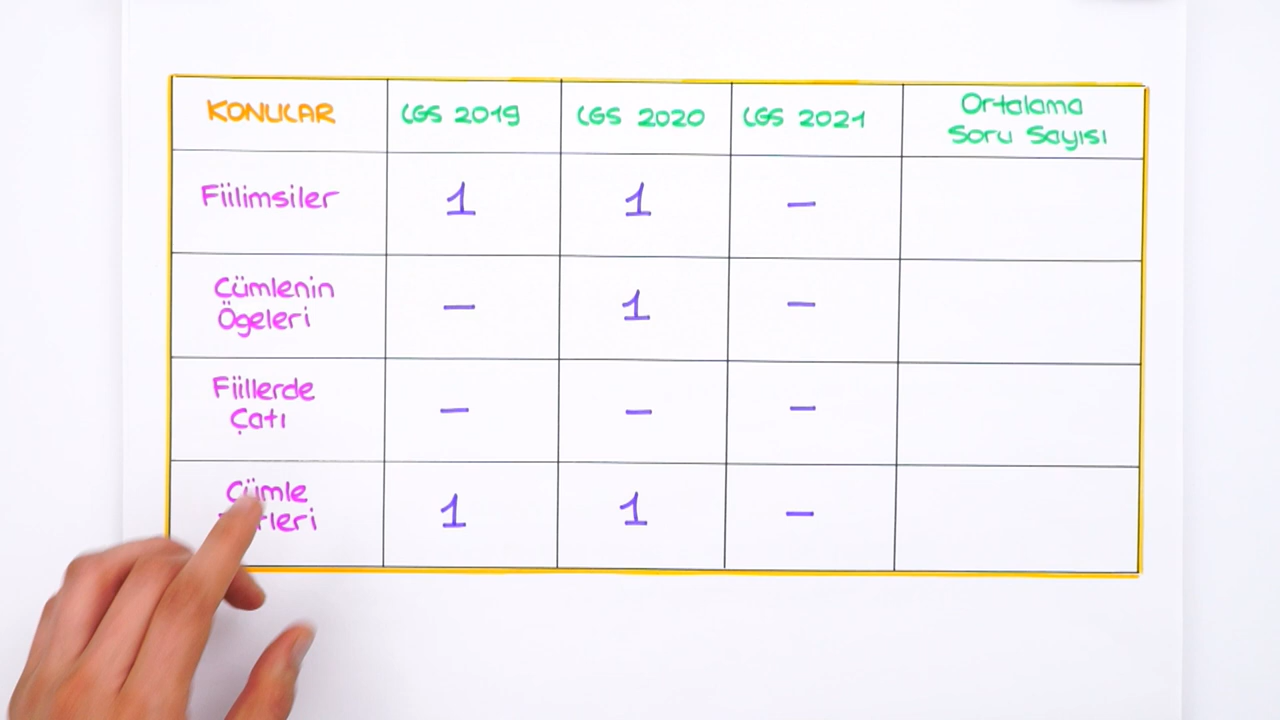 KONULAR
LGS 2019
LGS 2020
LGS 2021
Ortalama
Soru Sayısı
Fiilimsiler
1
1
–
Cümlenin
Ögeleri
–
1
–
Fiillerde
Çatı
–
–
–
Cümle
1
1
–